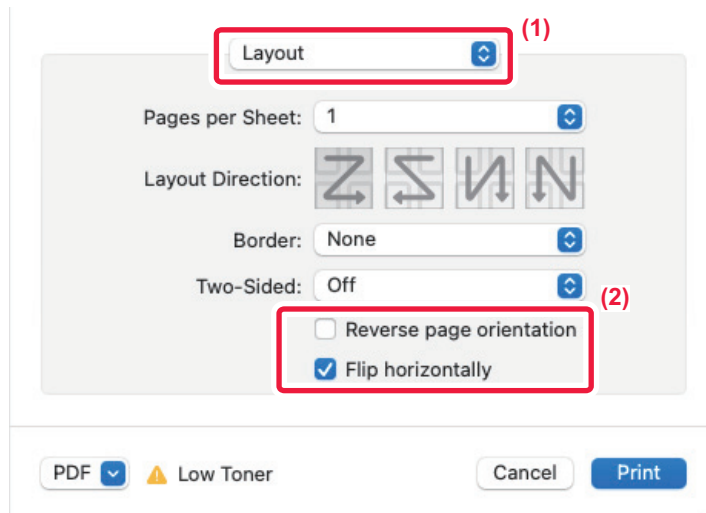 (1)
Layout
Pages per Sheet: 1
Layout Direction:
Border: None
Two-Sided: Off
(2)
Reverse page orientation
Flip horizontally
PDF Low Toner Cancel Print